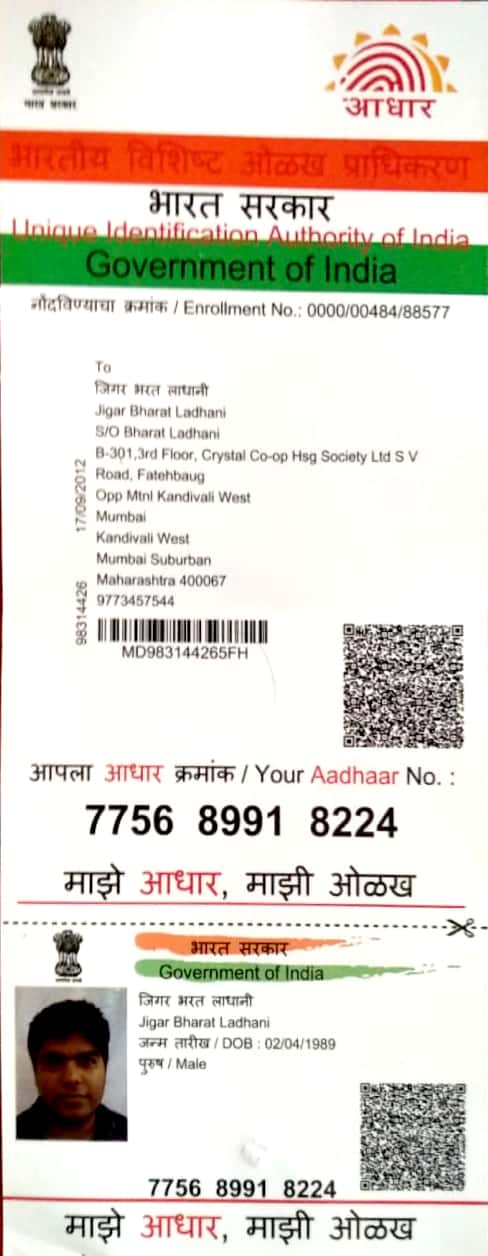 भारत सरकार
आधार
भारतीय विशिष्ट ओळख प्राधिकरण
भारत सरकार
Unique Identification Authority of India
Government of India
नोंदविण्याचा क्रमांक / Enrollment No.: 0000/00484/88577
To
जिगर भरत लाधानी
Jigar Bharat Ladhani
S/O Bharat Ladhani
B-301,3rd Floor, Crystal Co-op Hsg Society Ltd S V
Road, Fatehbaug
Opp Mtnl Kandivali West
Mumbai
Kandivali West
Mumbai Suburban
Maharashtra 400067
9773457544
17/09/2012
98314426
MD983144265FH
आपला आधार क्रमांक / Your Aadhaar No. :
7756 8991 8224
माझे आधार, माझी ओळख
भारत सरकार
Government of India
जिगर भरत लाधानी
Jigar Bharat Ladhani
जन्म तारीख / DOB : 02/04/1989
पुरुष / Male
7756 8991 8224
माझे आधार, माझी ओळख